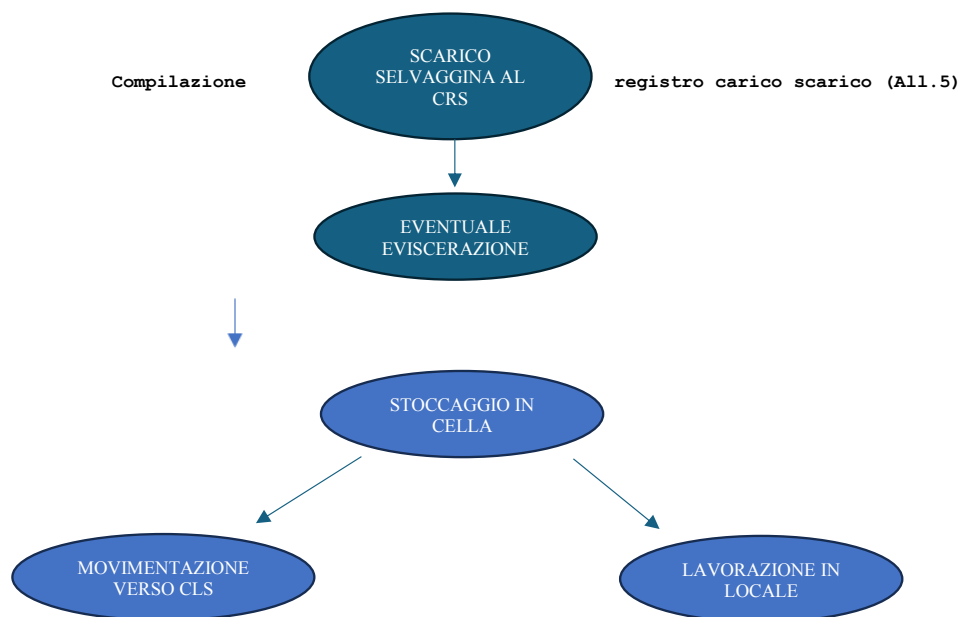 SCARICO
SELVAGGINA AL
CRS
Compilazione
registro carico scarico (All.5)
EVENTUALE
EVISCERAZIONE
STOCCAGGIO IN
CELLA
MOVIMENTAZIONE
VERSO CLS
LAVORAZIONE IN
LOCALE